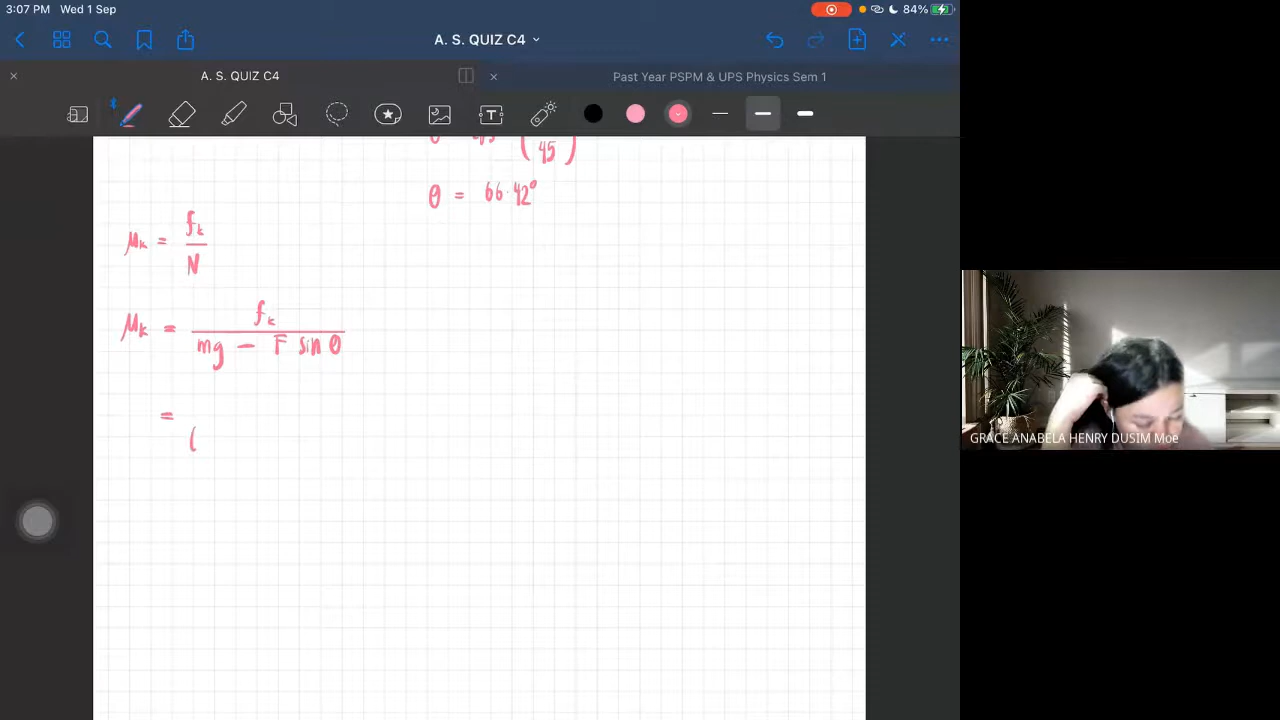 3:07 PM Wed 1 Sep
84%
A. S. QUIZ C4
A. S. QUIZ C4
Past Year PSPM & UPS Physics Sem 1
45
θ = 66.42°
μk = fk / N
μk = fk / mg - F sin θ
= (
GRACE ANABELA HENRY DUSIM Moe